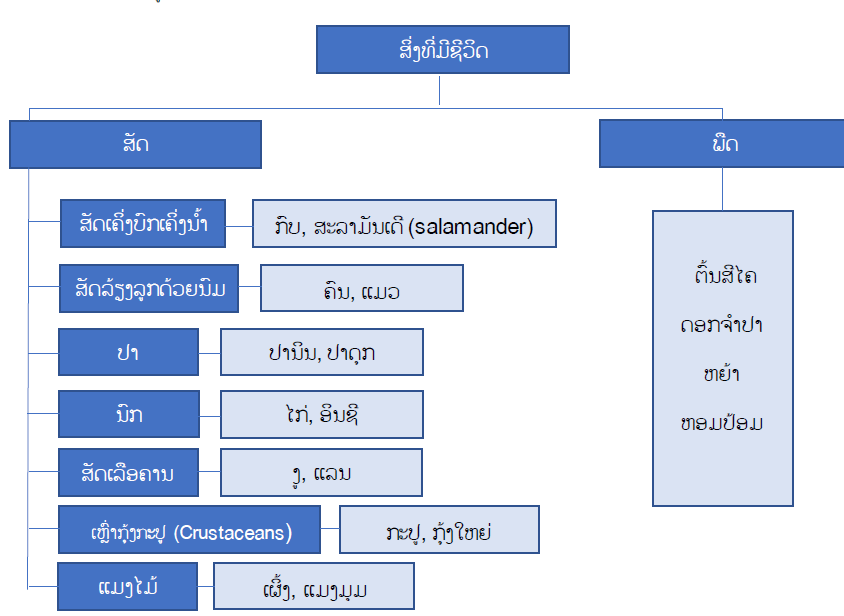 ສິ່ງທີ່ມີຊີວິດ
ສັດ
ພືດ
ສັດເຄິ່ງບົກເຄິ່ງນ້ຳ
ກົບ, ສະລາມັນເດີ (salamander)
ສັດລ້ຽງລູກດ້ວຍນົມ
ຄົນ, ແມວ
ປາ
ປານິນ, ປາດຸກ
ນົກ
ໄກ່, ອິນຊີ
ສັດເລືອຄານ
ງູ, ແລນ
ເຫຼົ່າກຸ້ງກະປູ (Crustaceans)
ກະປູ, ກຸ້ງໃຫຍ່
ແມງໄມ້
ເຜິ້ງ, ແມງມຸມ
ຕົ້ນສີໄຄ
ດອກຈຳປາ
ຫຍ້າ
ຫອມປ້ອມ